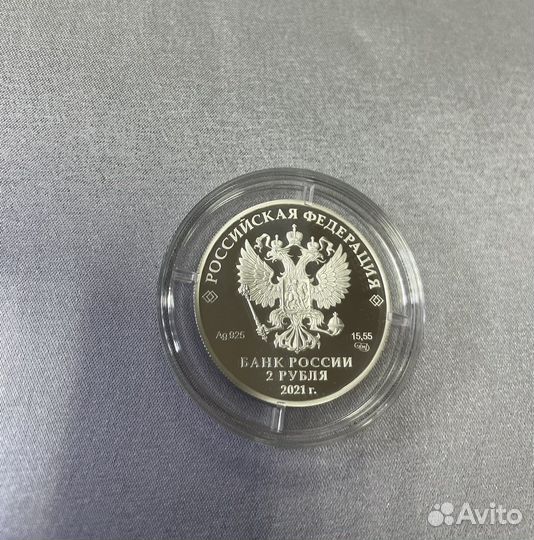 РОССИЙСКАЯ ФЕДЕРАЦИЯ
Ag 925
15,55
БАНК РОССИИ
2 РУБЛЯ
2021 г.
Avito